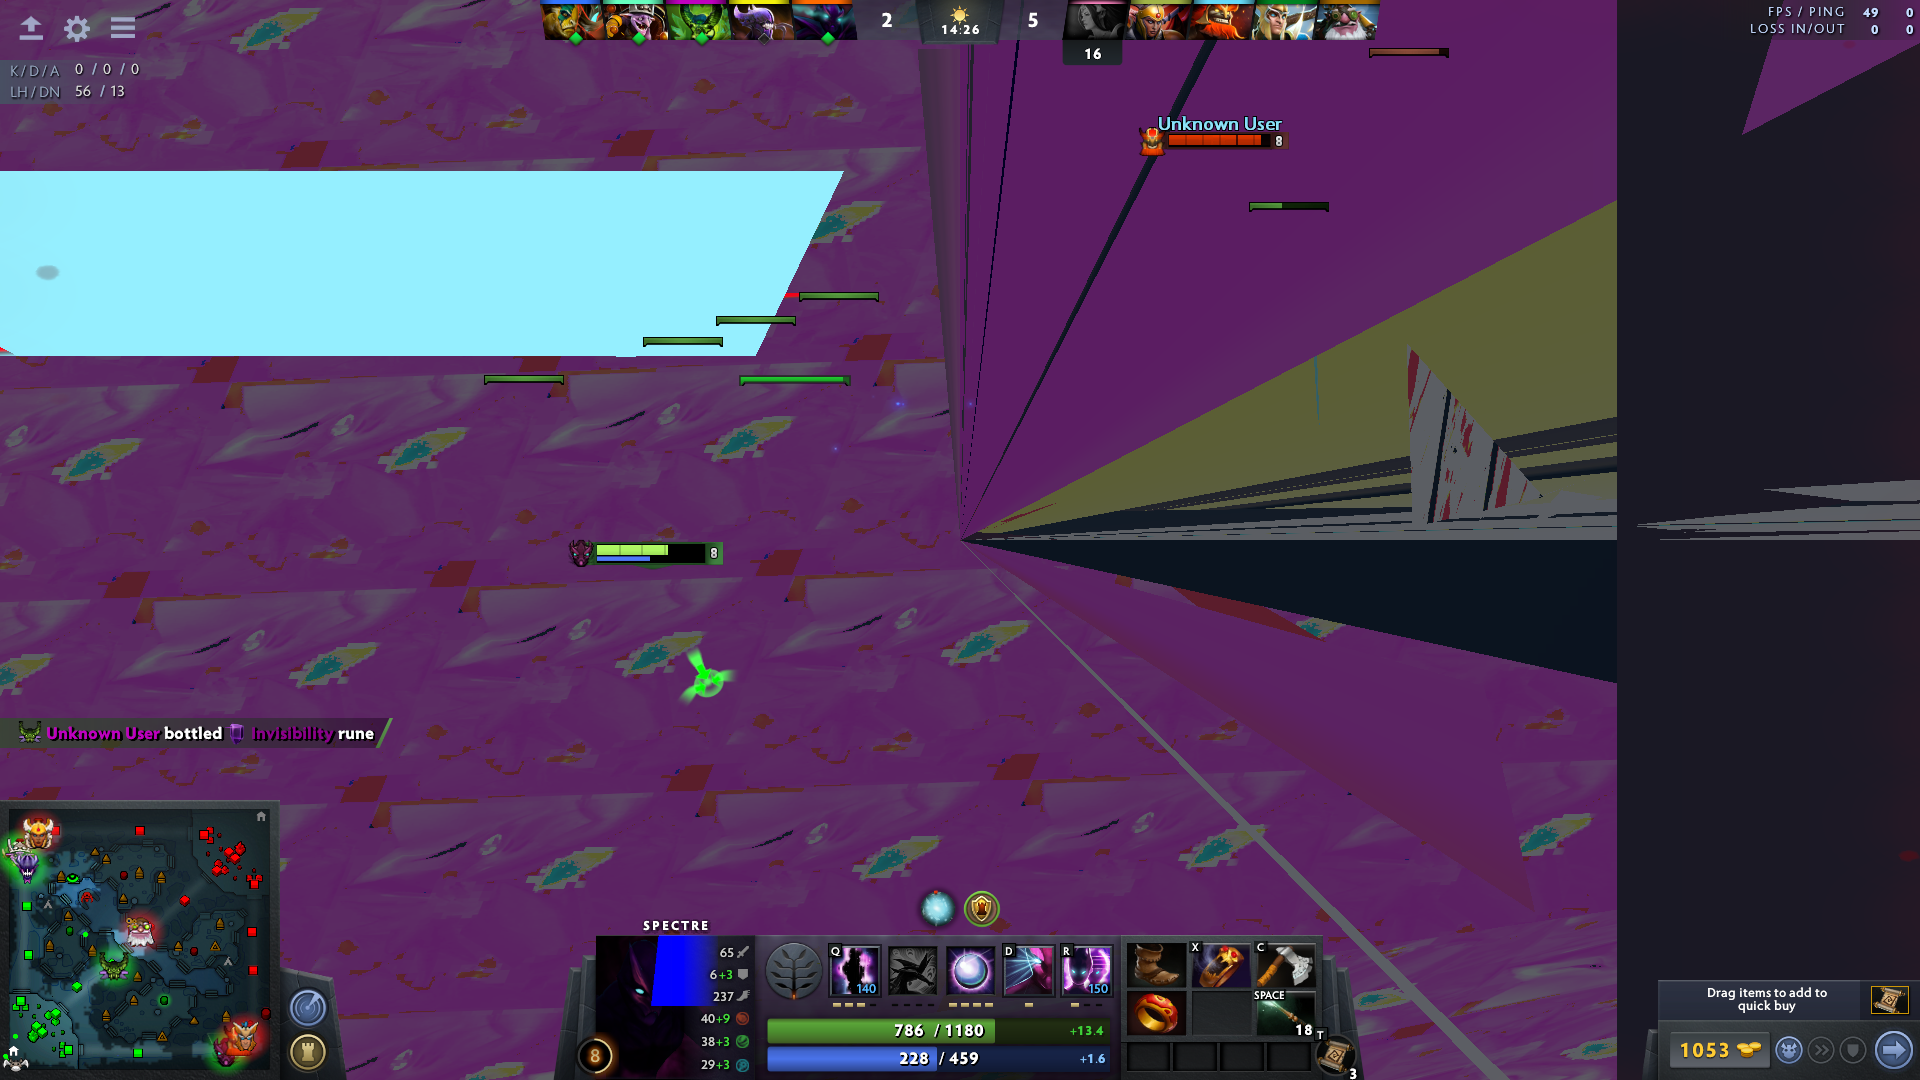 2
14:26
5
16
FPS / PING 49 0
LOSS IN/OUT 0 0
K/D/A 0 / 0 / 0
LH/DN 56 / 13
Unknown User
8
8
Unknown User bottled Invisibility rune
SPECTRE
65
6+3
237
40+9
38+3
29+3
8
Q
140
D
R
150
786 / 1180
+13.4
228 / 459
+1.6
X
C
SPACE
18
T
3
Drag items to add to
quick buy
1053